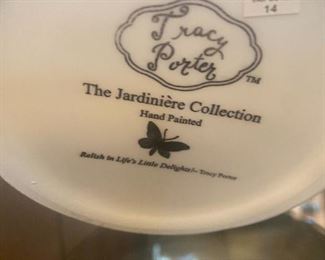 14
Tracy
Porter
TM
The Jardinière Collection
Hand Painted
Relish in Life's Little Delights!~ Tracy Porter